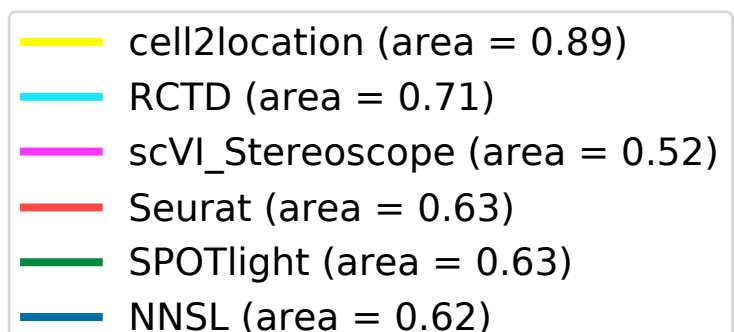 cell2location (area = 0.89)
RCTD (area = 0.71)
scVI_Stereoscope (area = 0.52)
Seurat (area = 0.63)
SPOTlight (area = 0.63)
NNSL (area = 0.62)